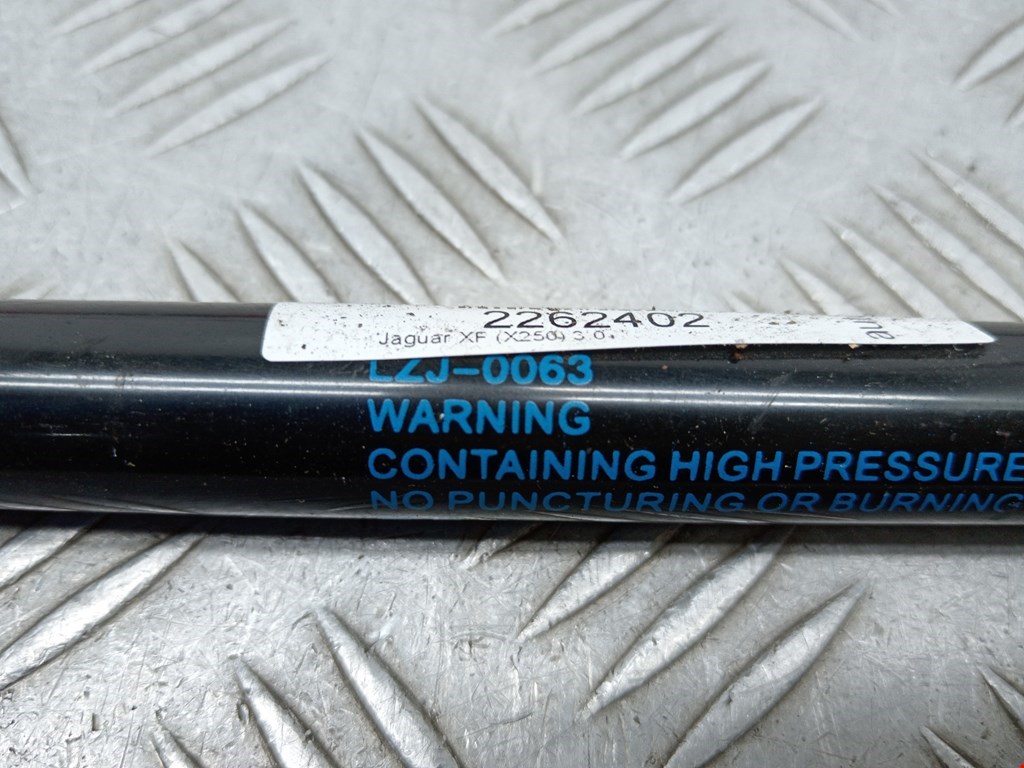 2262402
Jaguar XF (X250) 3.0
LZJ-0063
WARNING
CONTAINING HIGH PRESSURE
NO PUNCTURING OR BURNING